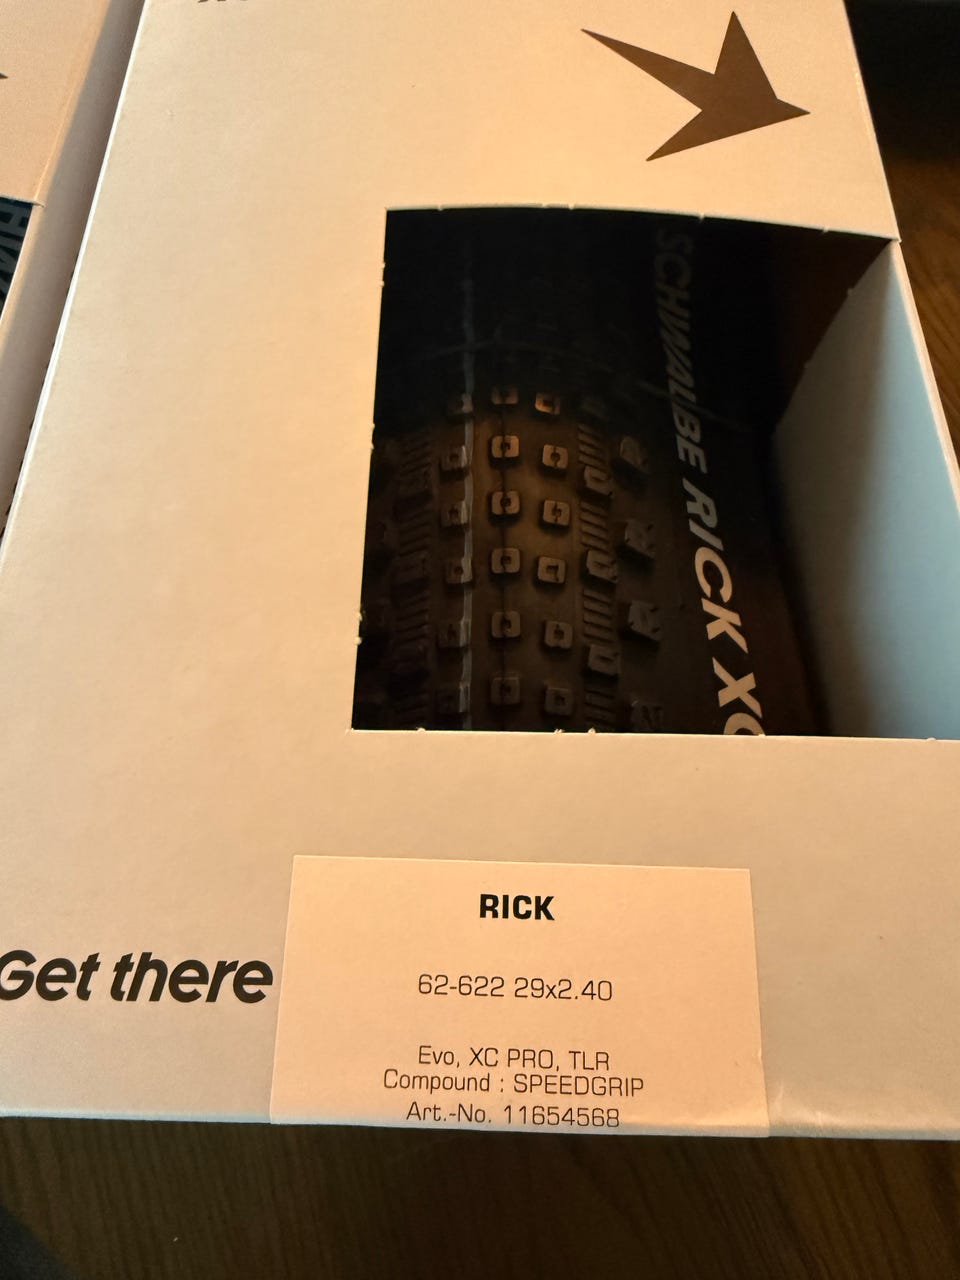 SCHWALBE RICK XC
RICK
Get there
62-622 29x2.40
Evo, XC PRO, TLR
Compound : SPEEDGRIP
Art.-No. 11654568